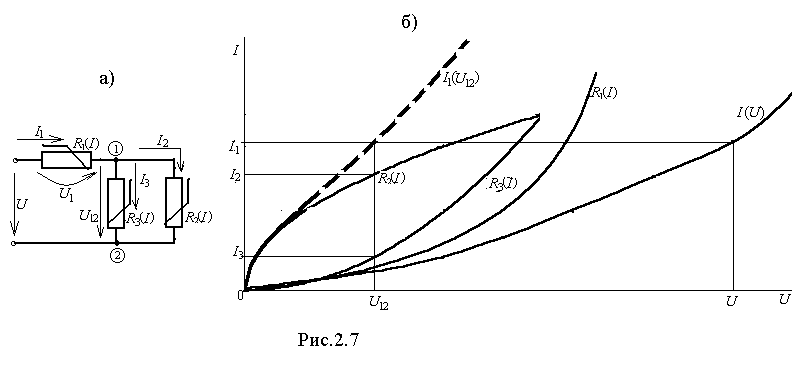 б)
I
а)
I₁(U₁₂)
R₁(I)
I(U)
I₁
R₁(I)
①
I₂
I₁
I₂
R₂(I)
R₃(I)
I₃
U₁
U
U₁₂
R₃(I)
R₂(I)
②
I₃
0
U₁₂
U
U
Рис.2.7